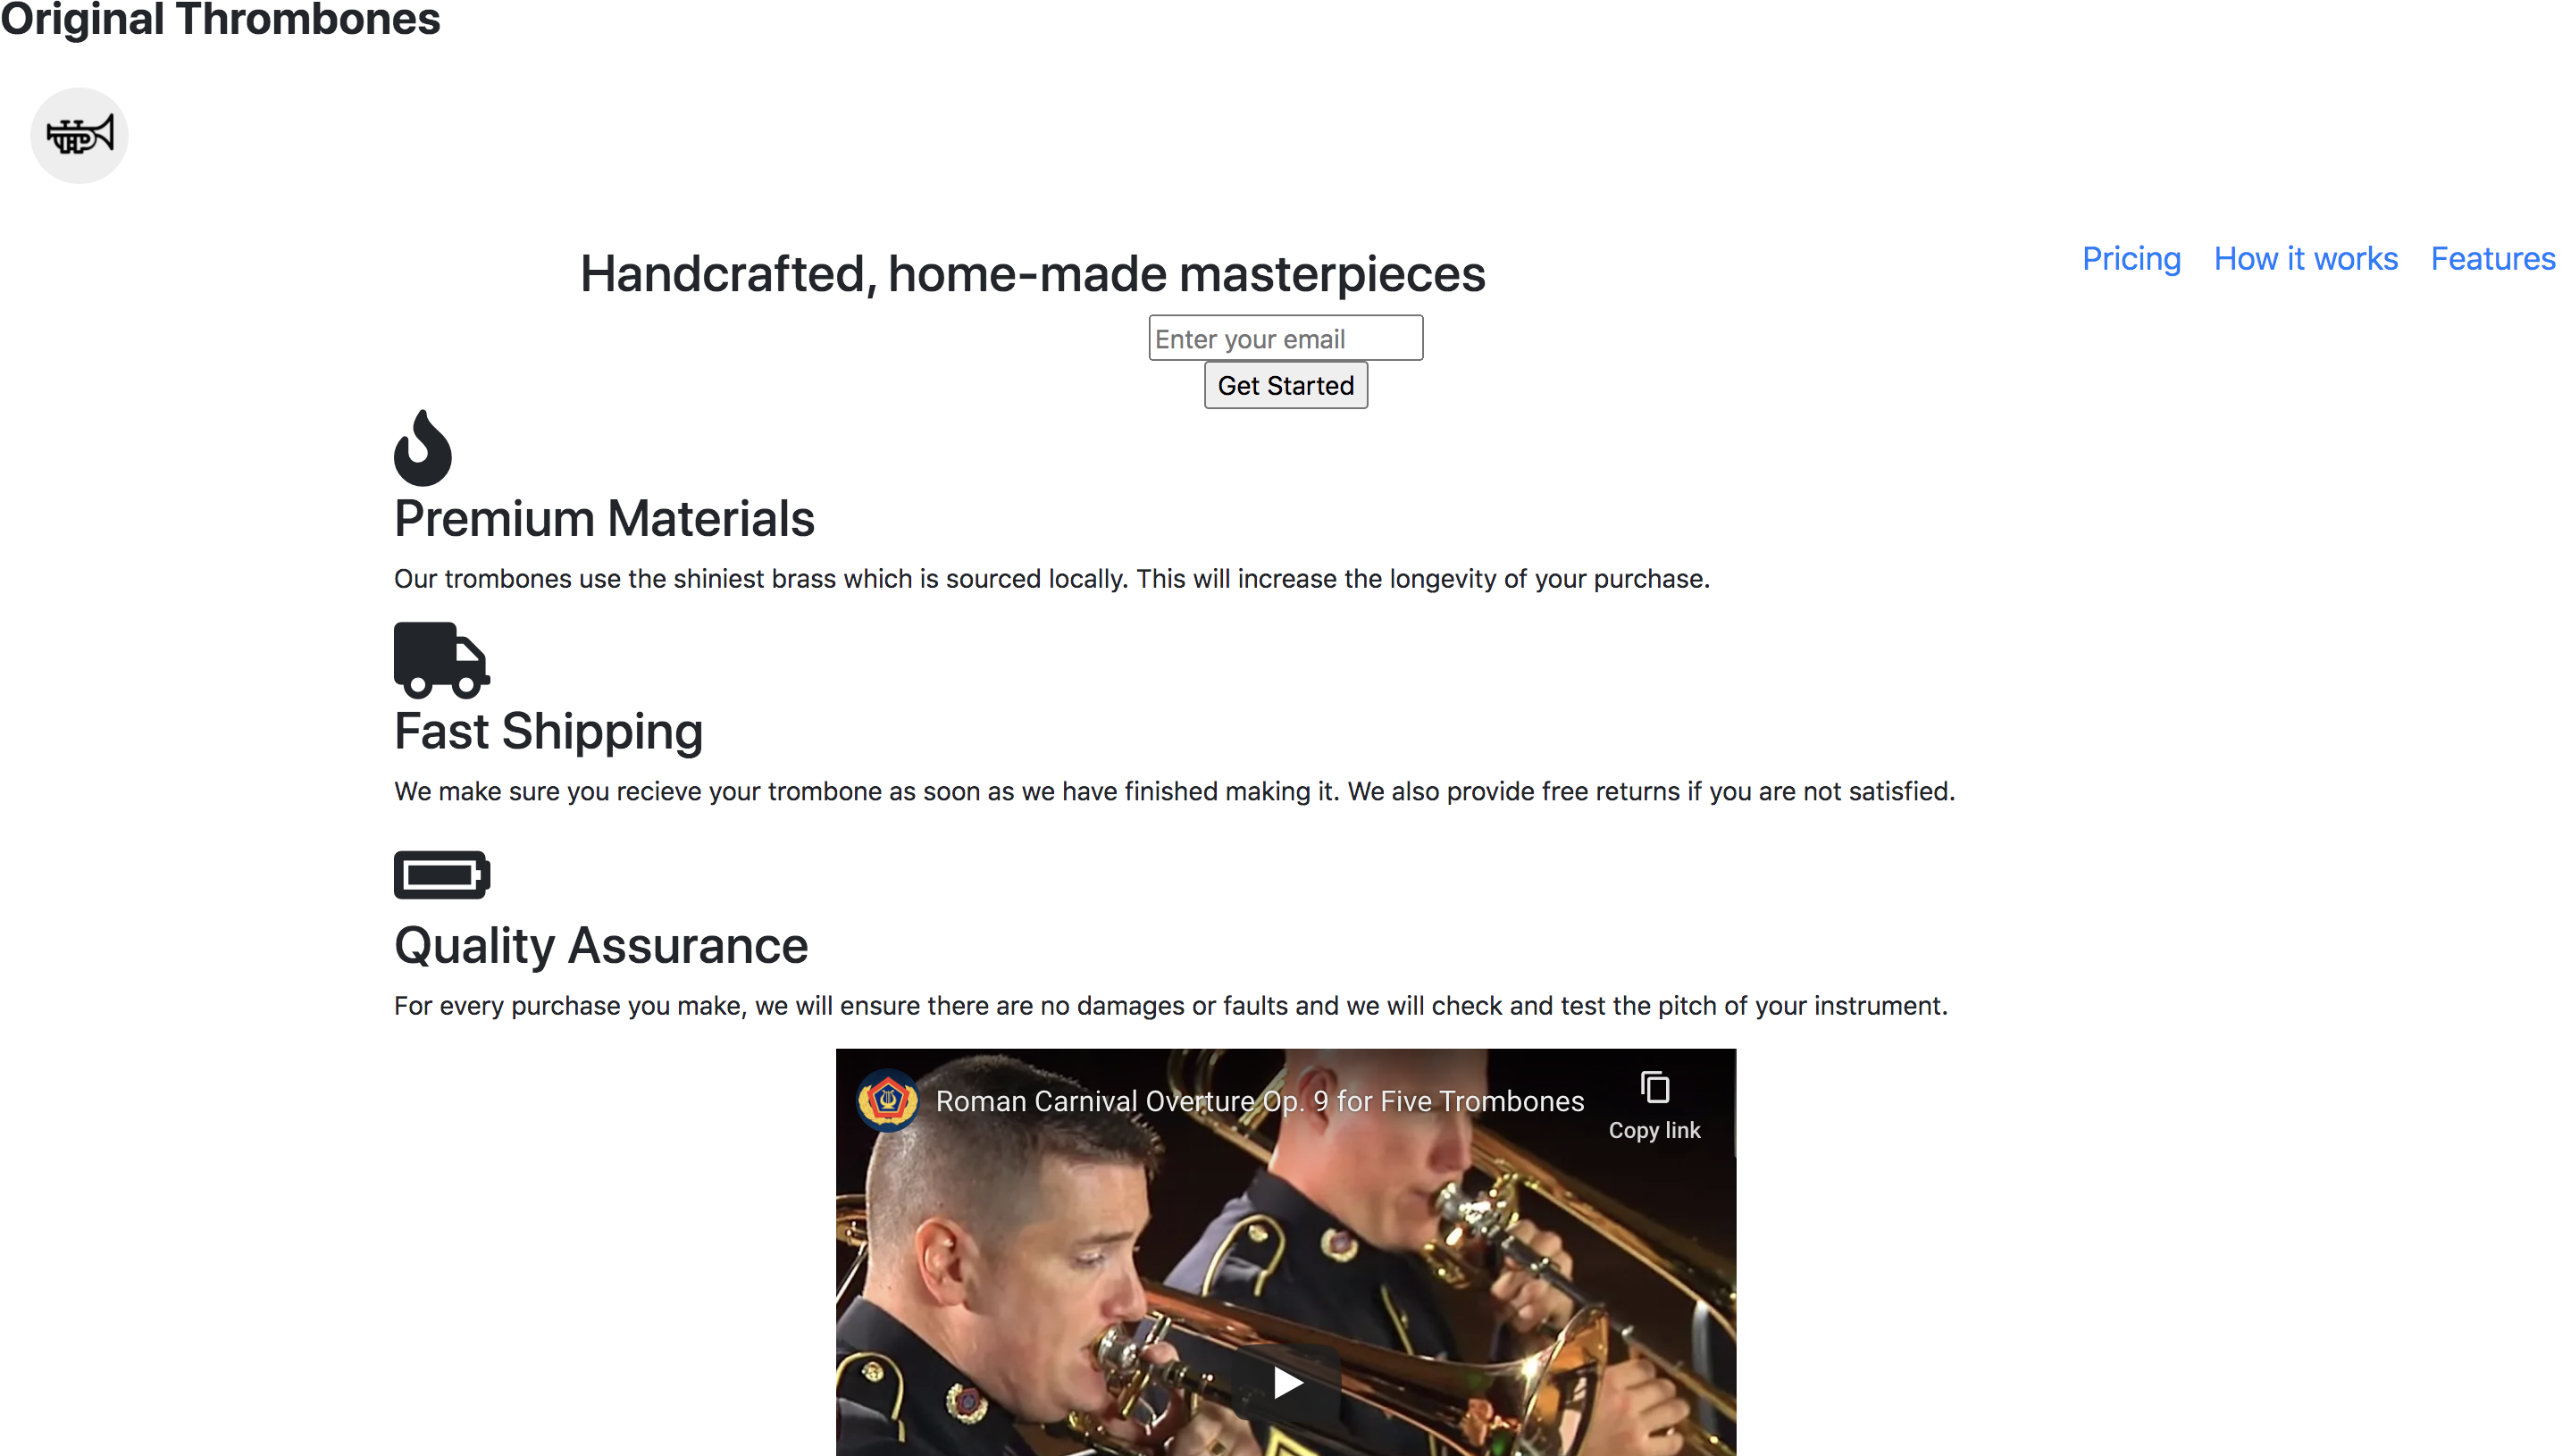 Original Thrombones
Pricing How it works Features
Handcrafted, home-made masterpieces
Enter your email
Get Started
Premium Materials
Our trombones use the shiniest brass which is sourced locally. This will increase the longevity of your purchase.
Fast Shipping
We make sure you recieve your trombone as soon as we have finished making it. We also provide free returns if you are not satisfied.
Quality Assurance
For every purchase you make, we will ensure there are no damages or faults and we will check and test the pitch of your instrument.
Roman Carnival Overture Op. 9 for Five Trombones
Copy link